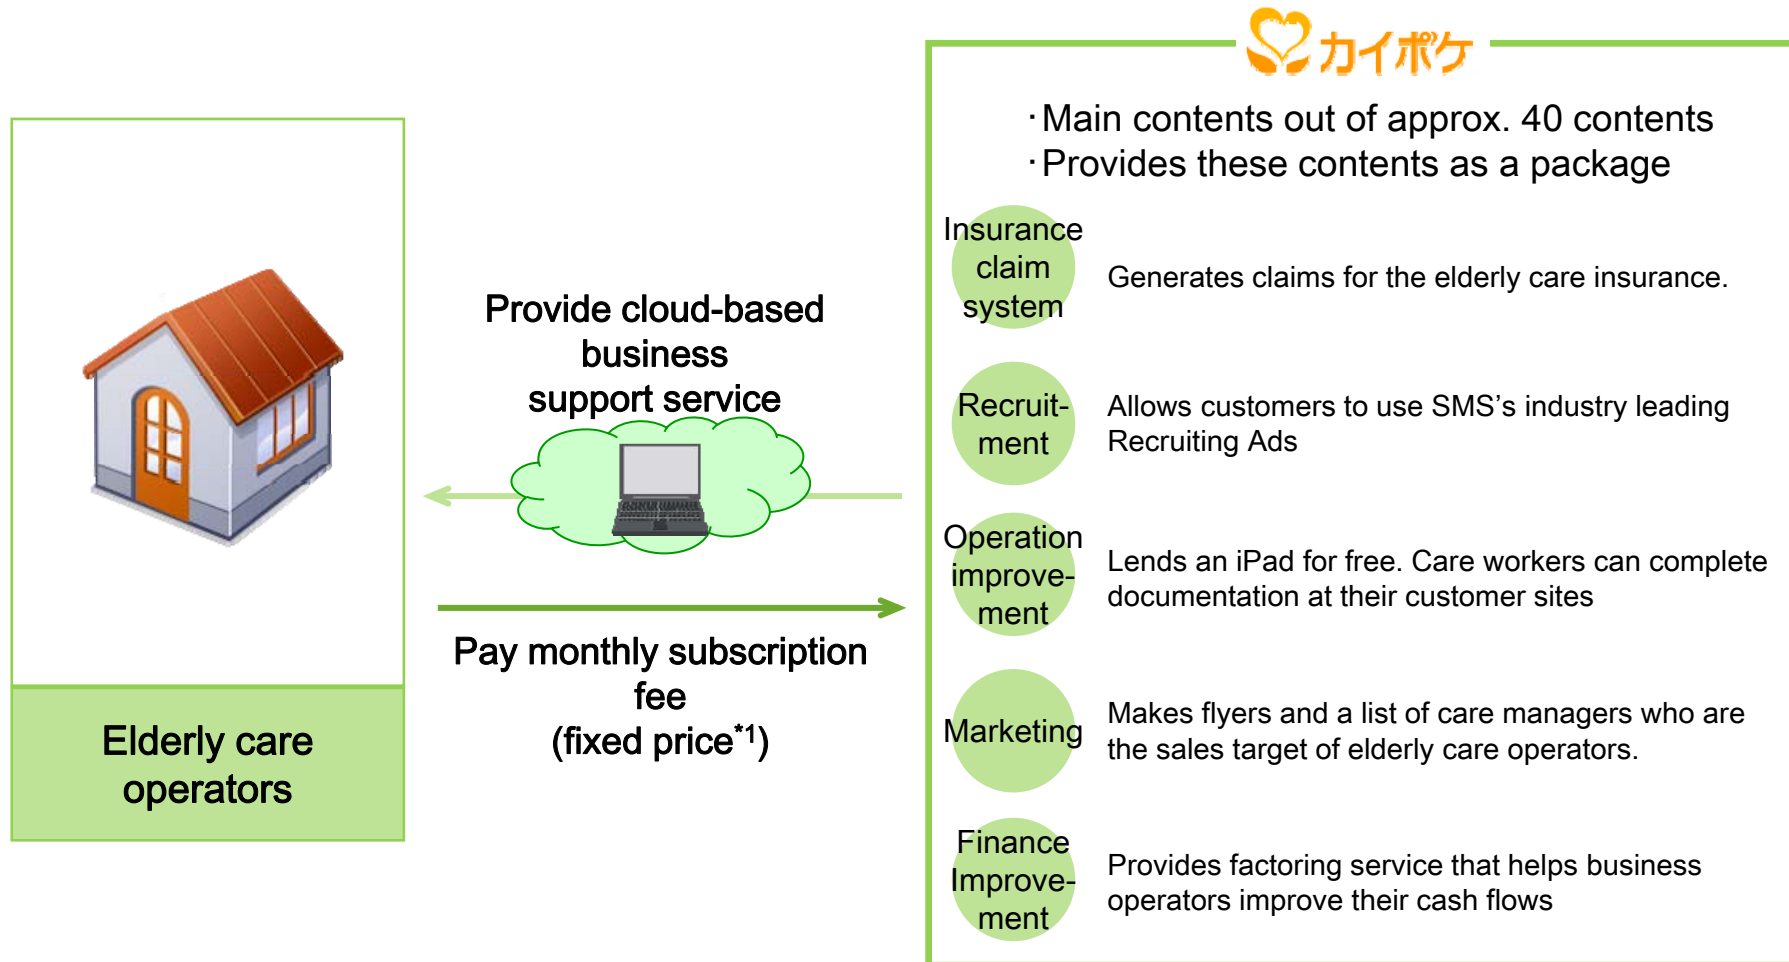 カイポケ
・Main contents out of approx. 40 contents
・Provides these contents as a package
Insurance
claim
system
Generates claims for the elderly care insurance.
Recruit-
ment
Allows customers to use SMS’s industry leading
Recruiting Ads
Operation
improve-
ment
Lends an iPad for free. Care workers can complete
documentation at their customer sites
Marketing
Makes flyers and a list of care managers who are
the sales target of elderly care operators.
Finance
Improve-
ment
Provides factoring service that helps business
operators improve their cash flows
Provide cloud-based
business
support service
Pay monthly subscription
fee
(fixed price*1)
Elderly care
operators